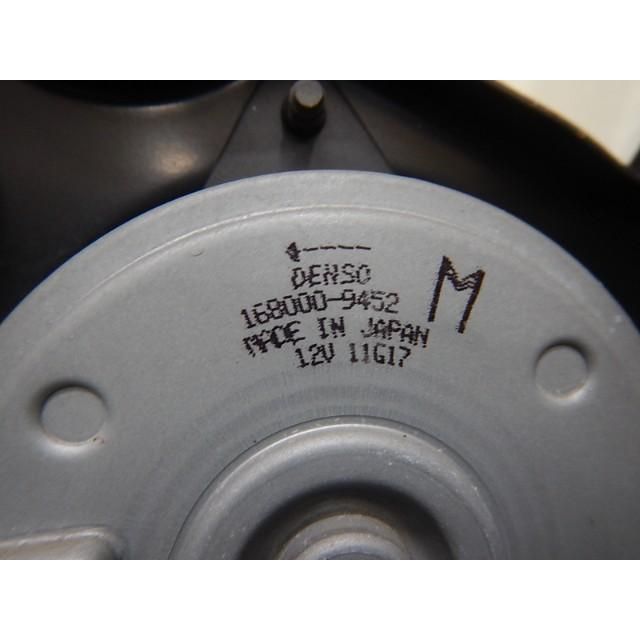 DENSO
168000-9452
MADE IN JAPAN
12V 11G17
M